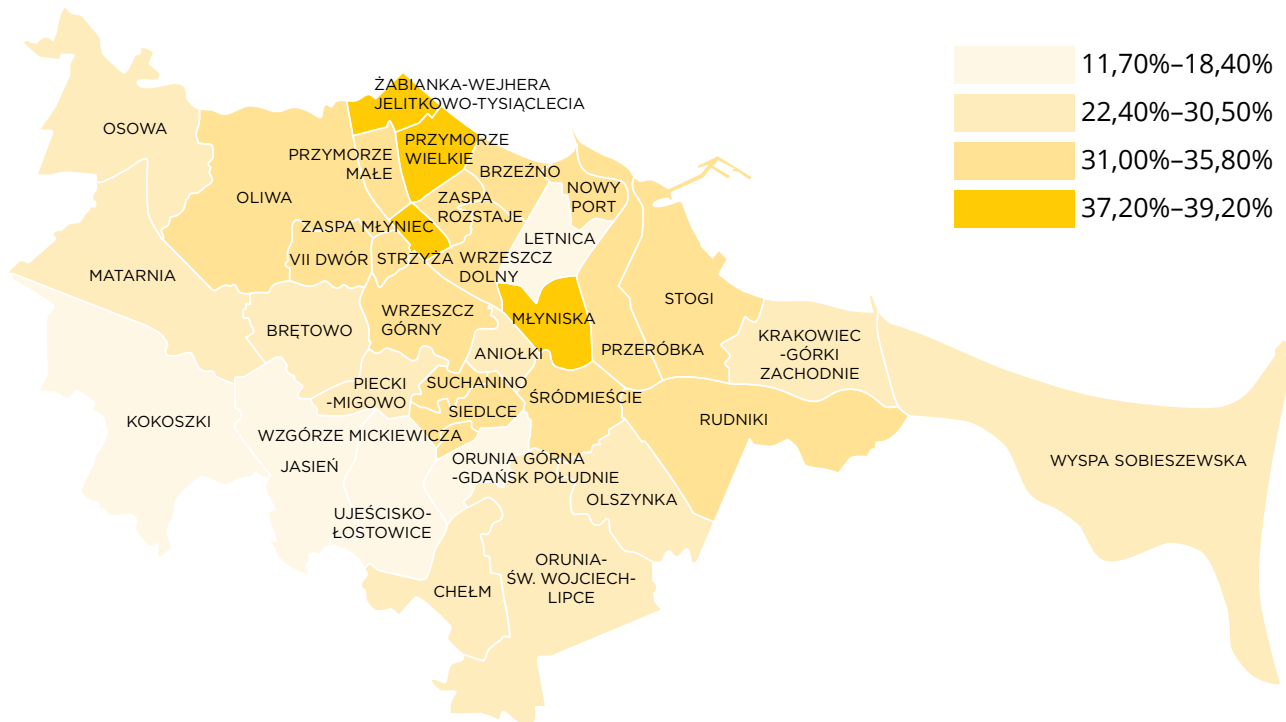 11,70%–18,40%
22,40%–30,50%
31,00%–35,80%
37,20%–39,20%
ŻABIANKA-WEJHERA
JELITKOWO-TYSIĄCLECIA
OSOWA
PRZYMORZE
WIELKIE
PRZYMORZE
MAŁE
BRZEŹNO
NOWY
PORT
OLIWA
ZASPA
ROZSTAJE
ZASPA MŁYNIEC
LETNICA
VII DWÓR
STRZYŻA
WRZESZCZ
DOLNY
MATARNIA
STOGI
BRĘTOWO
WRZESZCZ
GÓRNY
MŁYNISKA
KRAKOWIEC
-GÓRKI
ZACHODNIE
ANIOŁKI
PRZERÓBKA
PIECKI
-MIGOWO
SUCHANINO
SIEDLCE
ŚRÓDMIEŚCIE
KOKOSZKI
RUDNIKI
WZGÓRZE MICKIEWICZA
JASIEŃ
ORUNIA GÓRNA
-GDAŃSK POŁUDNIE
WYSPA SOBIESZEWSKA
OLSZYNKA
UJEŚCISKO-
ŁOSTOWICE
ORUNIA-
ŚW. WOJCIECH-
LIPCE
CHEŁM